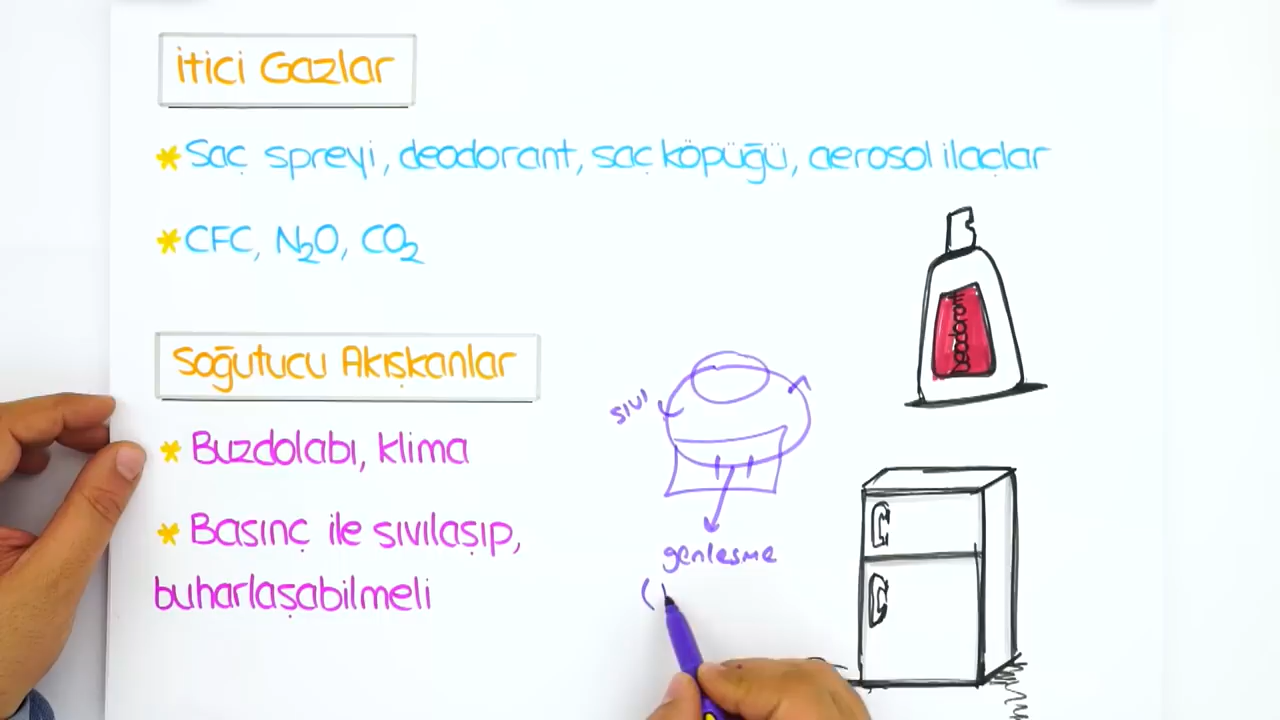 İtici Gazlar
* Saç spreyi, deodorant, saç köpüğü, aerosol ilaçlar
* CFC, N₂O, CO₂
Deodorant
Soğutucu Akışkanlar
* Buzdolabı, klima
* Basınç ile sıvılaşıp,
buharlaşabilmeli
sıvı
genleşme
(